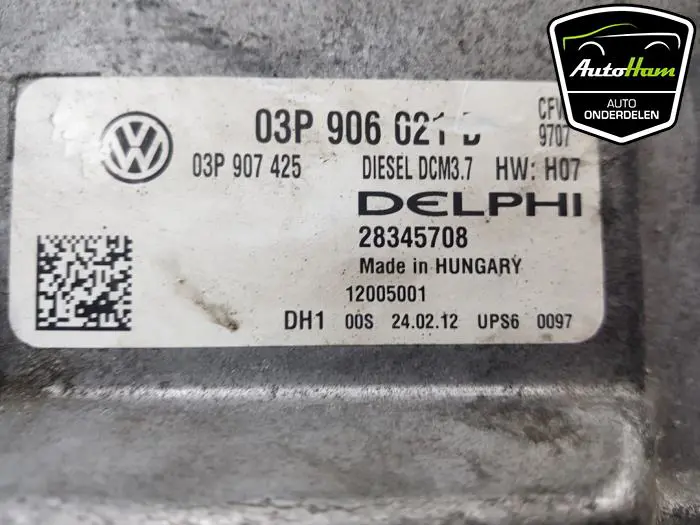 AutoHam
AUTO
ONDERDELEN
03P 906 021
9707
03P 907 425 DIESEL DCM3.7 HW: H07
DELPHI
28345708
Made in HUNGARY
12005001
DH1 00S 24.02.12 UPS6 0097